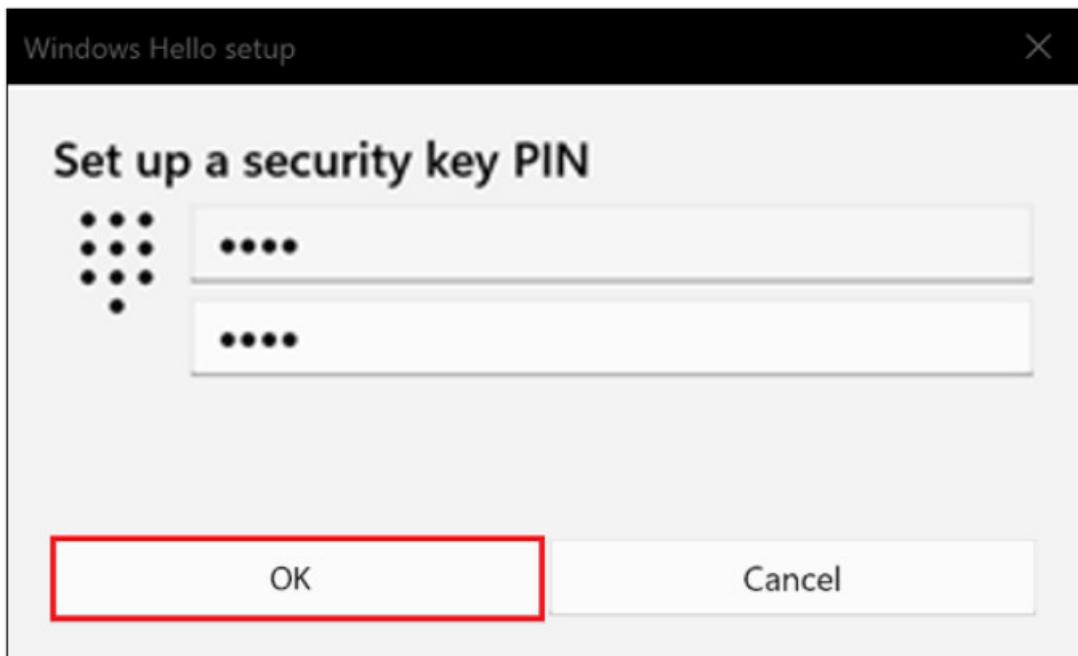 Windows Hello setup
Set up a security key PIN
••••
••••
OK
Cancel